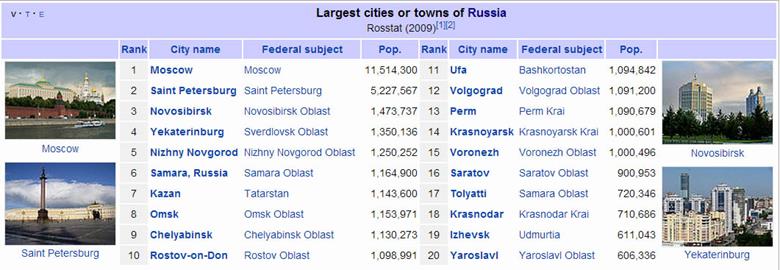 V · T · E
Largest cities or towns of Russia
Rosstat (2009)[1][2]
Rank City name Federal subject Pop. Rank City name Federal subject Pop.
1 Moscow Moscow 11,514,300 11 Ufa Bashkortostan 1,094,842
2 Saint Petersburg Saint Petersburg 5,227,567 12 Volgograd Volgograd Oblast 1,091,200
3 Novosibirsk Novosibirsk Oblast 1,473,737 13 Perm Perm Krai 1,090,679
4 Yekaterinburg Sverdlovsk Oblast 1,350,136 14 Krasnoyarsk Krasnoyarsk Krai 1,000,601
Moscow
Novosibirsk
5 Nizhny Novgorod Nizhny Novgorod Oblast 1,250,252 15 Voronezh Voronezh Oblast 1,000,496
6 Samara, Russia Samara Oblast 1,164,900 16 Saratov Saratov Oblast 900,953
7 Kazan Tatarstan 1,143,600 17 Tolyatti Samara Oblast 720,346
8 Omsk Omsk Oblast 1,153,971 18 Krasnodar Krasnodar Krai 710,686
9 Chelyabinsk Chelyabinsk Oblast 1,130,273 19 Izhevsk Udmurtia 611,043
10 Rostov-on-Don Rostov Oblast 1,098,991 20 Yaroslavl Yaroslavl Oblast 606,336
Saint Petersburg
Yekaterinburg